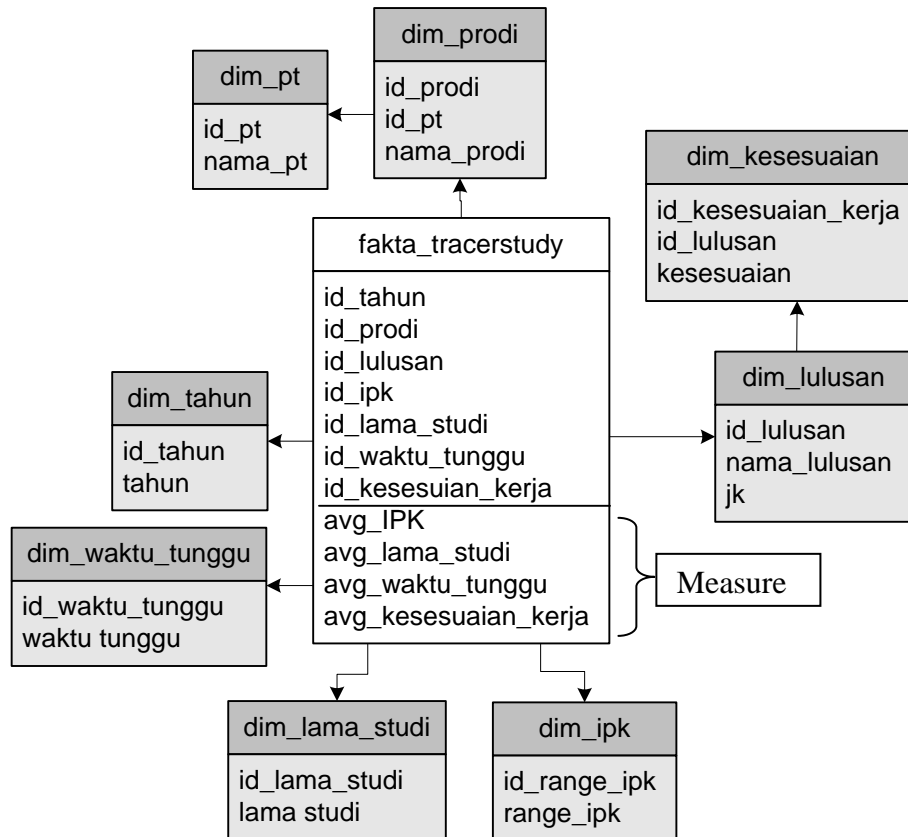 dim_prodi
id_prodi
id_pt
nama_prodi
dim_pt
id_pt
nama_pt
dim_kesesuaian
id_kesesuaian_kerja
id_lulusan
kesesuaian
fakta_tracerstudy
id_tahun
id_prodi
id_lulusan
id_ipk
id_lama_studi
id_waktu_tunggu
id_kesesuian_kerja
avg_IPK
avg_lama_studi
avg_waktu_tunggu
avg_kesesuaian_kerja
Measure
dim_lulusan
id_lulusan
nama_lulusan
jk
dim_tahun
id_tahun
tahun
dim_waktu_tunggu
id_waktu_tunggu
waktu tunggu
dim_lama_studi
id_lama_studi
lama studi
dim_ipk
id_range_ipk
range_ipk